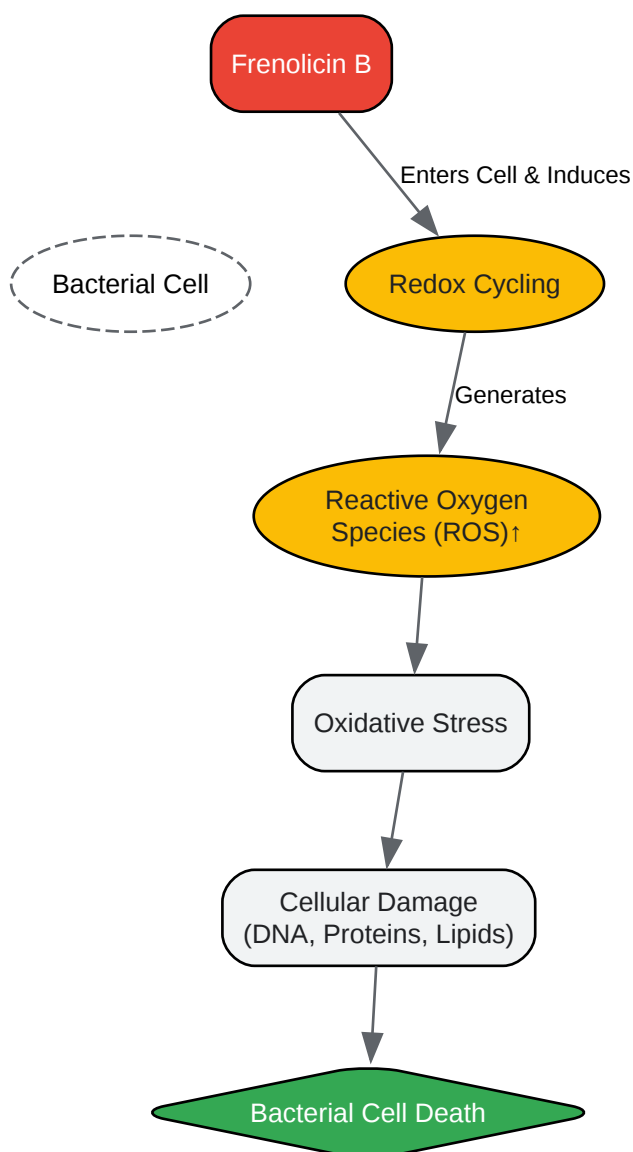 Frenolicin B
Enters Cell & Induces
Bacterial Cell
Redox Cycling
Generates
Reactive Oxygen
Species (ROS)↑
Oxidative Stress
Cellular Damage
(DNA, Proteins, Lipids)
Bacterial Cell Death